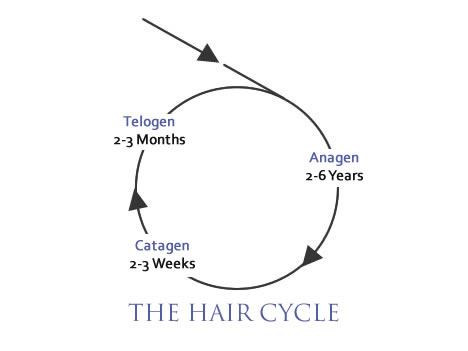 Telogen
2-3 Months
Anagen
2-6 Years
Catagen
2-3 Weeks
THE HAIR CYCLE